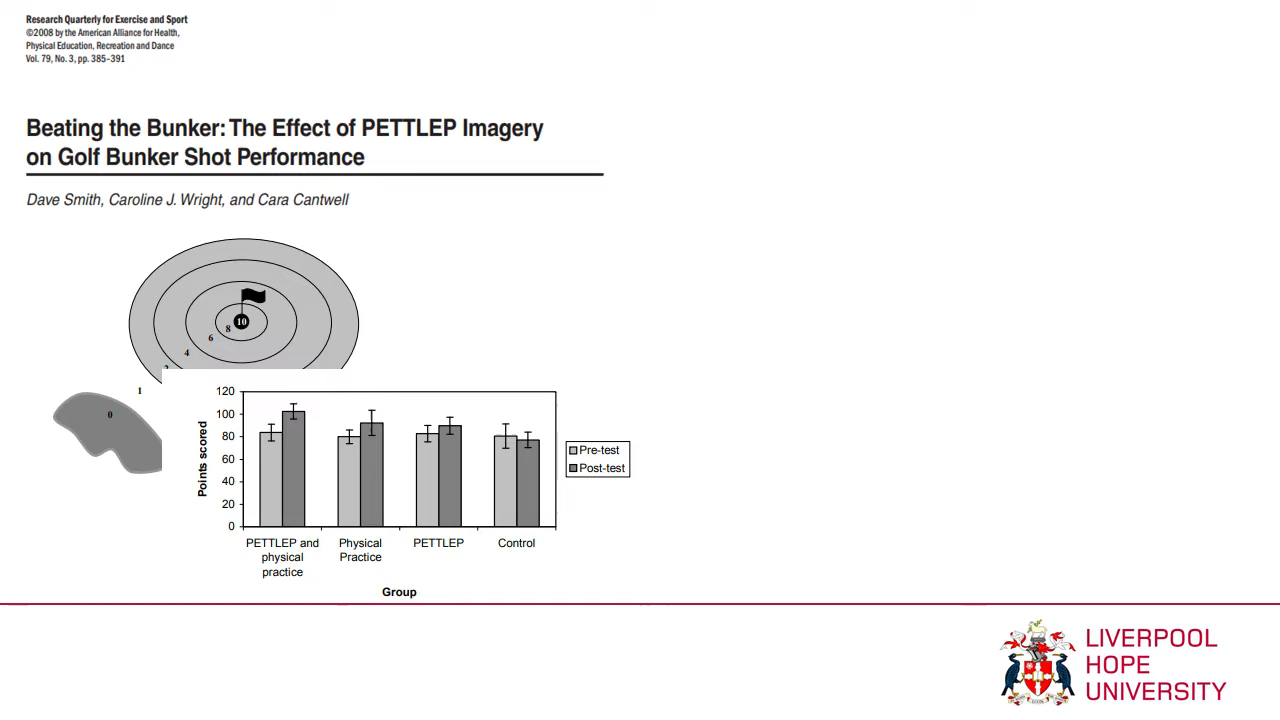 Research Quarterly for Exercise and Sport
©2008 by the American Alliance for Health,
Physical Education, Recreation and Dance
Vol. 79, No. 3, pp. 385–391
Beating the Bunker: The Effect of PETTLEP Imagery
on Golf Bunker Shot Performance
Dave Smith, Caroline J. Wright, and Cara Cantwell
10
8
6
4
1
0
120
100
80
60
40
20
0
Points scored
Pre-test
Post-test
PETTLEP and
physical
practice
Physical
Practice
PETTLEP
Control
Group
LIVERPOOL
HOPE
UNIVERSITY